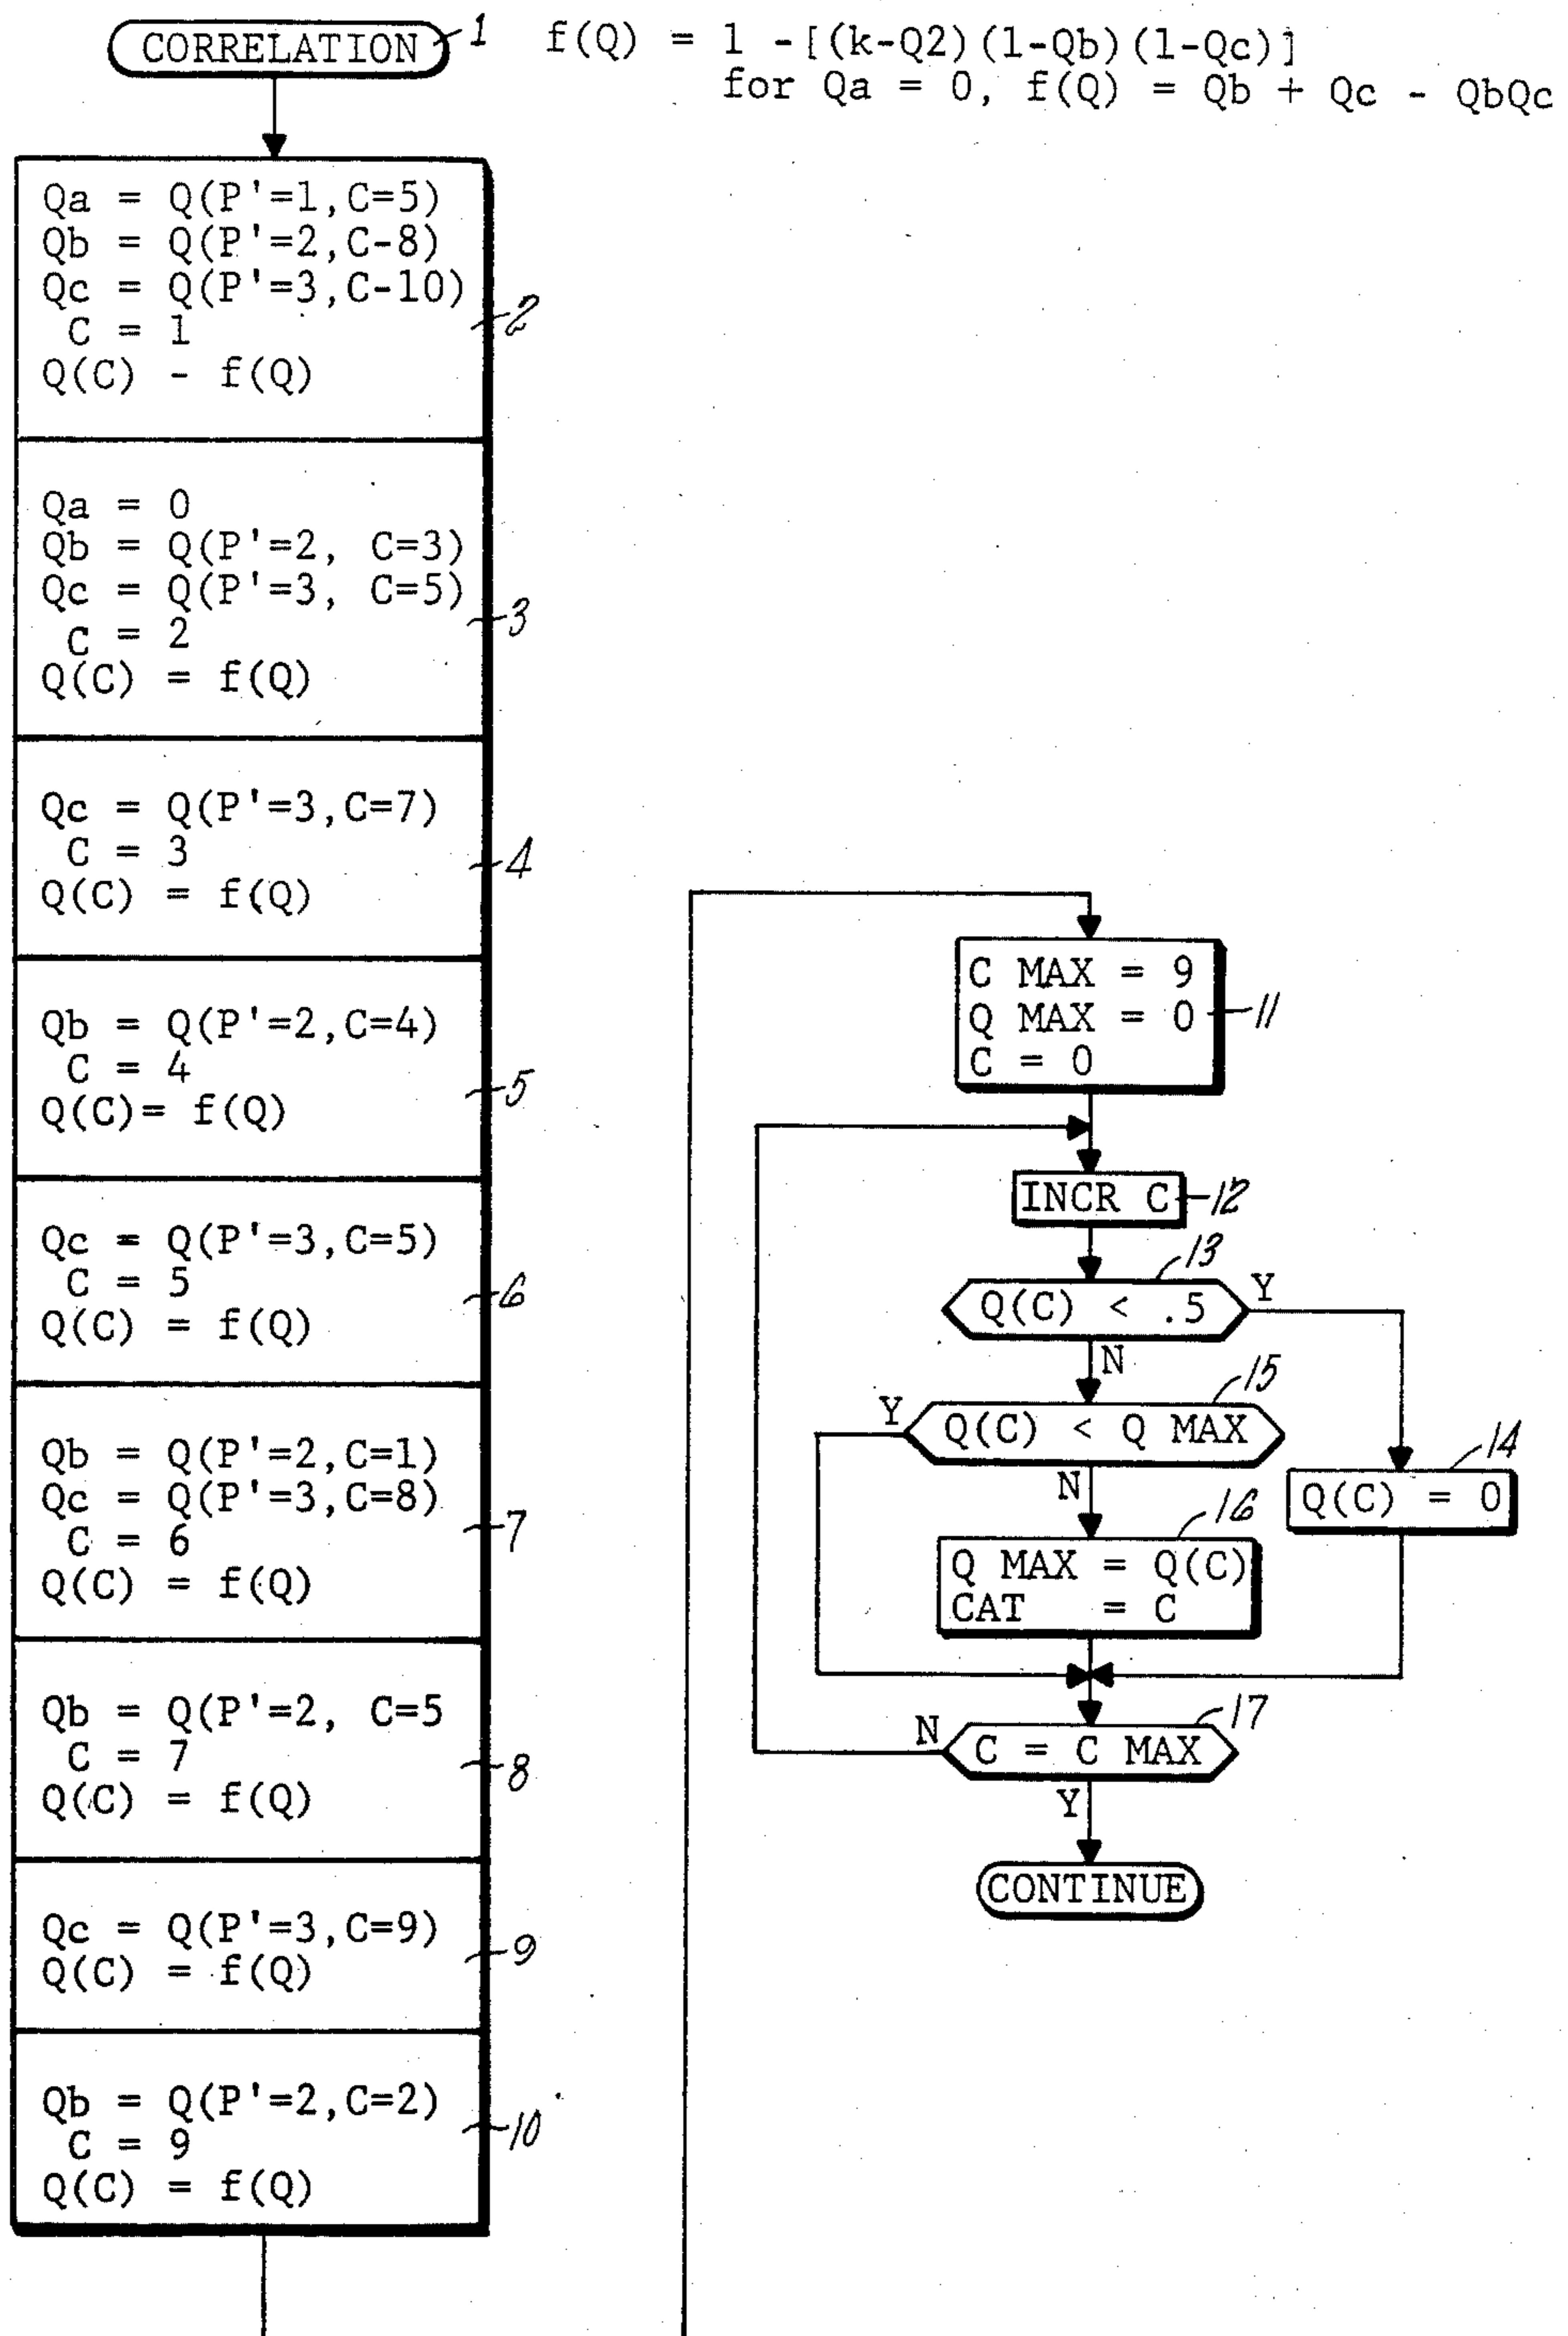 CORRELATION 1
f(Q) = 1 -[(k-Q2)(1-Qb)(1-Qc)]
for Qa = 0, f(Q) = Qb + Qc - QbQc
Qa = Q(P'=1,C=5)
Qb = Q(P'=2,C-8)
Qc = Q(P'=3,C-10)
C = 1
Q(C) - f(Q)
2
Qa = 0
Qb = Q(P'=2, C=3)
Qc = Q(P'=3, C=5)
C = 2
Q(C) = f(Q)
3
Qc = Q(P'=3,C=7)
C = 3
Q(C) = f(Q)
4
Qb = Q(P'=2,C=4)
C = 4
Q(C)= f(Q)
5
Qc = Q(P'=3,C=5)
C = 5
Q(C) = f(Q)
6
Qb = Q(P'=2,C=1)
Qc = Q(P'=3,C=8)
C = 6
Q(C) = f(Q)
7
Qb = Q(P'=2, C=5
C = 7
Q(C) = f(Q)
8
Qc = Q(P'=3,C=9)
Q(C) = f(Q)
9
Qb = Q(P'=2,C=2)
C = 9
Q(C) = f(Q)
10
C MAX = 9
Q MAX = 0
C = 0
11
INCR C 12
13
Q(C) < .5 Y
N
15
Y Q(C) < Q MAX
N
14
Q(C) = 0
16
Q MAX = Q(C)
CAT = C
17
N C = C MAX
Y
CONTINUE